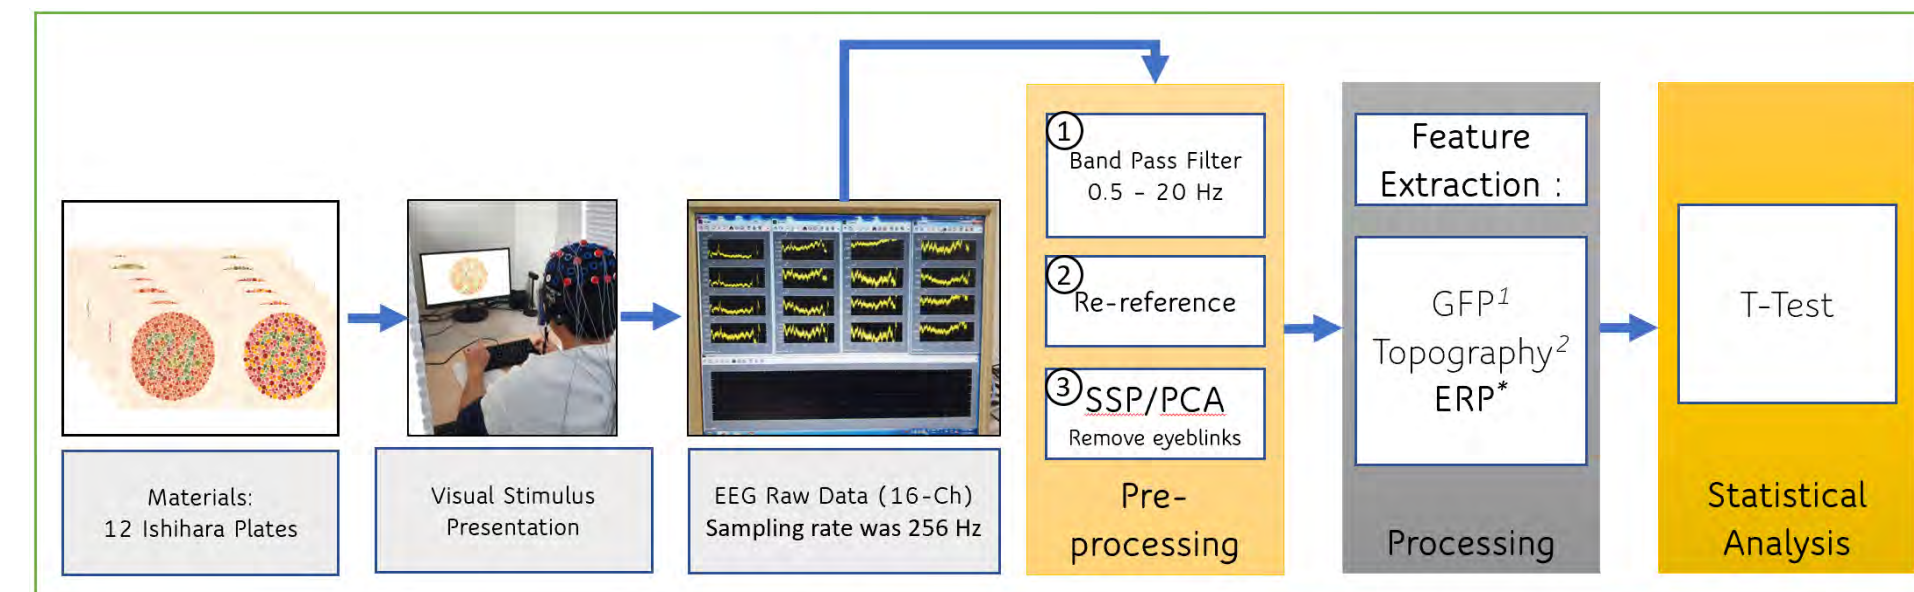 Materials:
12 Ishihara Plates
Visual Stimulus
Presentation
EEG Raw Data (16-Ch)
Sampling rate was 256 Hz
1
Band Pass Filter
0.5 – 20 Hz
2
Re-reference
3
SSP/PCA
Remove eyeblinks
Pre-
processing
Feature
Extraction :
GFP1
Topography2
ERP*
Processing
T-Test
Statistical
Analysis